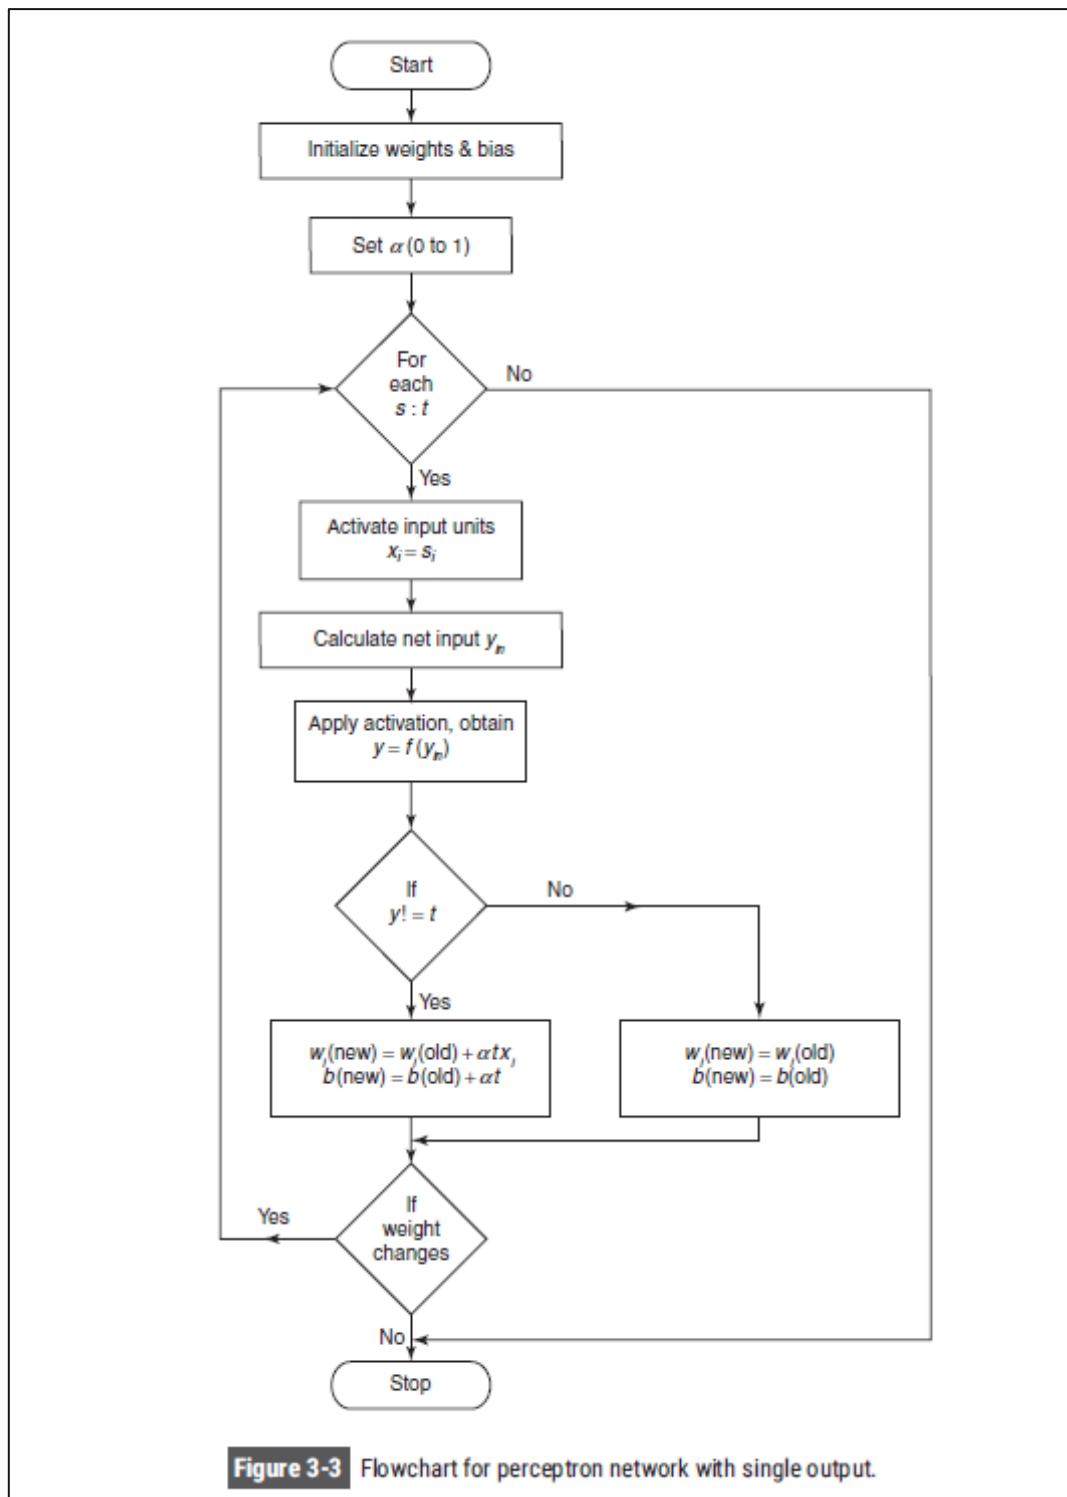 Start
Initialize weights & bias
Set α (0 to 1)
For
each
s : t
No
Yes
Activate input units
xᵢ = sᵢ
Calculate net input yᵢₙ
Apply activation, obtain
y = f (yᵢₙ)
If
y! = t
No
Yes
wᵢ(new) = wᵢ(old) + αtxᵢ
b(new) = b(old) + αt
wᵢ(new) = wᵢ(old)
b(new) = b(old)
If
weight
changes
Yes
No
Stop
Figure 3-3 Flowchart for perceptron network with single output.